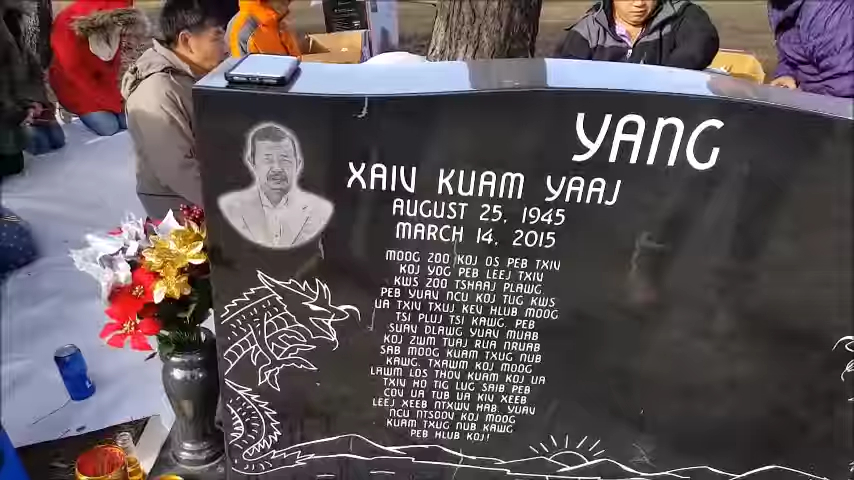 YANG
XAIV KUAM YAAJ
AUGUST 25, 1945
MARCH 14, 2015
MOOG ZOO KOJ OS PEB TXIV
KOJ YOG PEB LEEJ TXIV
KWS ZOO TSHAAJ PLAWG.
PEB YUAV NCU KOJ TUG KWS
UA TXIV TXUJ KEV HLUB MOOG
TSI PLUJ TSI KAWG. PEB
SUAV DLAWG YUAV MUAB
KOJ ZWM TUAJ RUA NRUAB
SAB MOOG KUAM TXUG NUB
KAWG. TXAWM KOJ MOOG
LAWM LOS THOV KUAM KOJ UA
TXIV HO TIG LUG SAIB PEB
COV UA TUB UA KIV XEEB
LEEJ XEEB NTXWV HAB. YUAV
NCU NTSOOV KOJ MOOG
KUAM TXUG NUB KAWG
PEB HLUB KOJ!